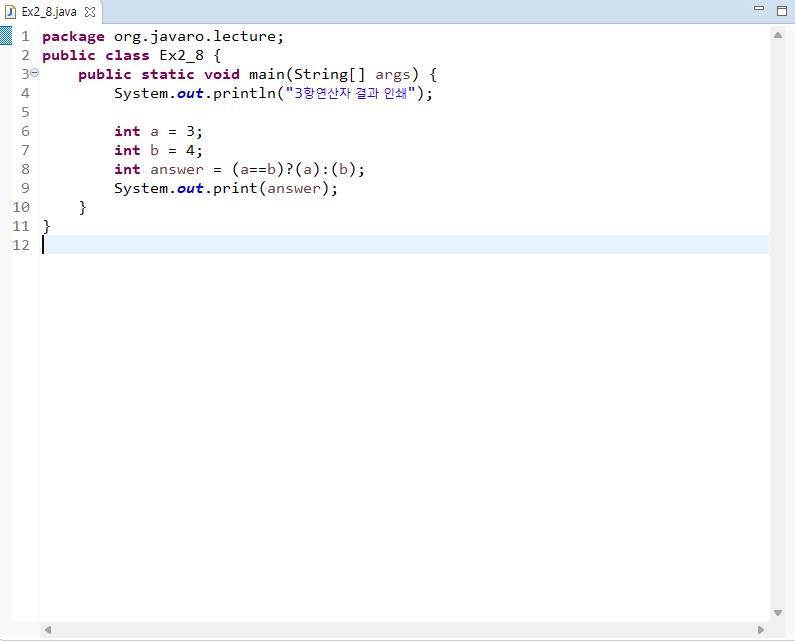 Ex2_8.java
1 package org.javaro.lecture;
2 public class Ex2_8 {
3 public static void main(String[] args) {
4 System.out.println("3항연산자 결과 인쇄");
5
6 int a = 3;
7 int b = 4;
8 int answer = (a==b)?(a):(b);
9 System.out.print(answer);
10 }
11 }
12